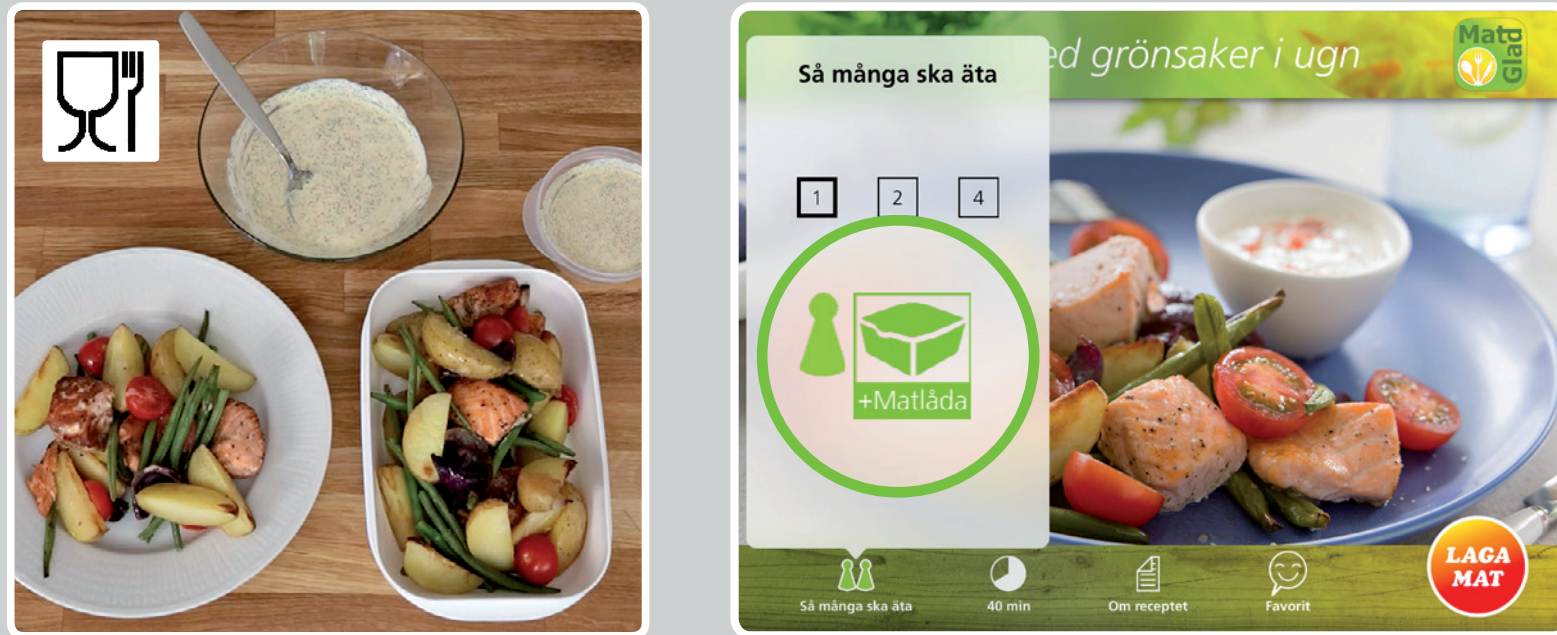 Så många ska äta
ed grönsaker i ugn
Matg
Glad
1 2 4
+Matlåda
Så många ska äta
40 min
Om receptet
Favorit
LAGA
MAT